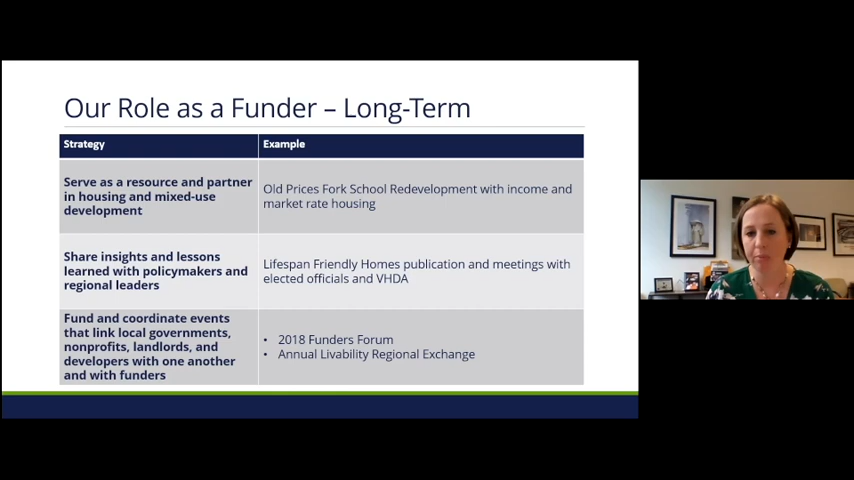 Our Role as a Funder – Long-Term
Strategy
Example
Serve as a resource and partner
in housing and mixed-use
development
Old Prices Fork School Redevelopment with income and
market rate housing
Share insights and lessons
learned with policymakers and
regional leaders
Lifespan Friendly Homes publication and meetings with
elected officials and VHDA
Fund and coordinate events
that link local governments,
nonprofits, landlords, and
developers with one another
and with funders
• 2018 Funders Forum
• Annual Livability Regional Exchange